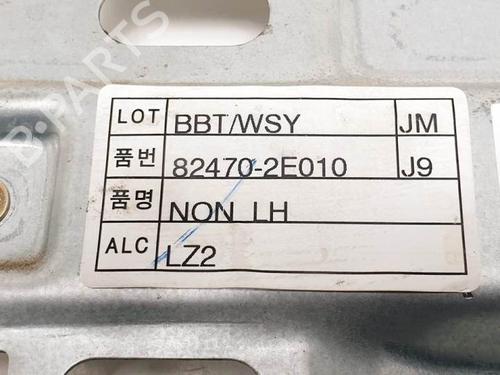 LOT BBT/WSY JM
품번 82470-2E010 J9
품명 NON LH
ALC LZ2
B-PARTS